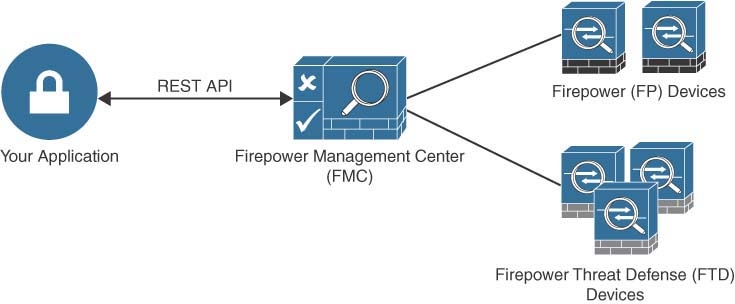 REST API
Your Application
Firepower Management Center
(FMC)
Firepower (FP) Devices
Firepower Threat Defense (FTD)
Devices